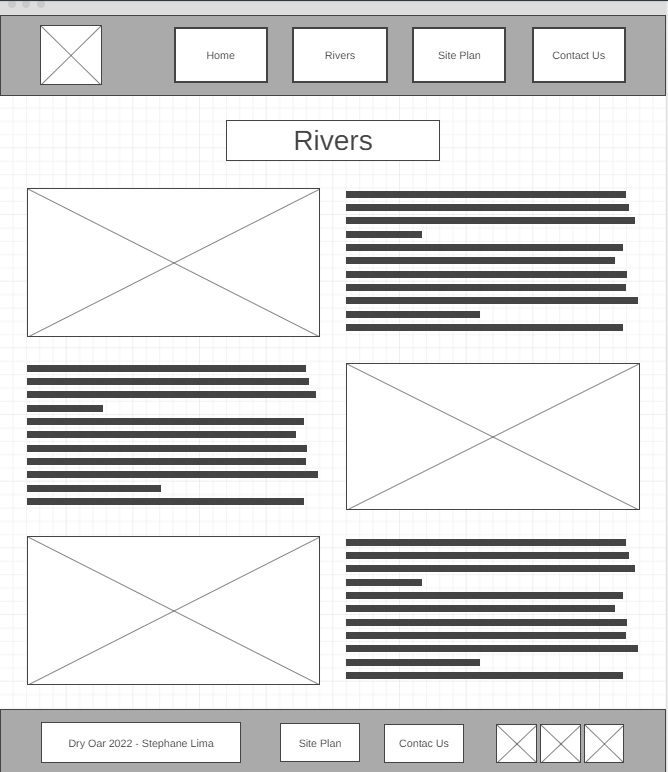 Home
Rivers
Site Plan
Contact Us
Rivers
Dry Oar 2022 - Stephane Lima
Site Plan
Contac Us